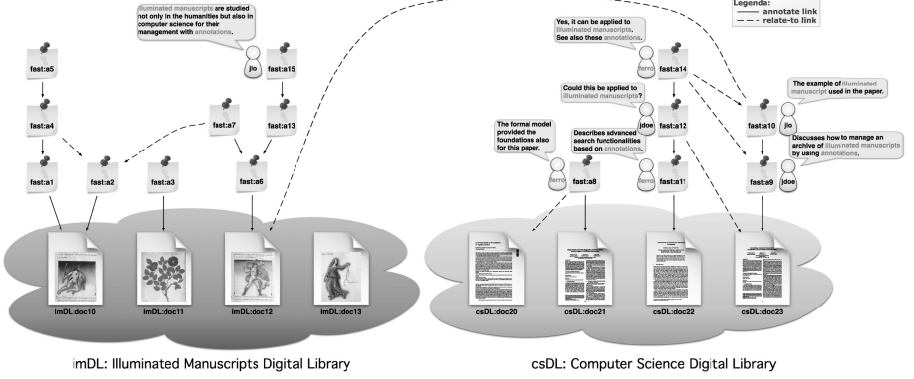 Legenda:
annotate link
relate-to link
Illuminated manuscripts are studied
not only in the humanities but also in
computer science for their
management with annotations.
jlo
fast:a15
fast:a5
fast:a4
fast:a7
fast:a13
fast:a1
fast:a2
fast:a3
fast:a6
imDL:doc10
imDL:doc11
imDL:doc12
imDL:doc13
imDL: Illuminated Manuscripts Digital Library
Yes, it can be applied to
illuminated manuscripts.
See also these annotations.
ferro
fast:a14
Could this be applied to
illuminated manuscripts?
jdoe
fast:a12
The example of illuminated
manuscript used in the paper.
fast:a10
jlo
The formal model
provided the
foundations also
for this paper.
ferro
fast:a8
Describes advanced
search functionalities
based on annotations.
ferro
fast:a11
Discusses how to manage an
archive of illuminated manuscripts
by using annotations.
fast:a9
jdoe
csDL:doc20
csDL:doc21
csDL:doc22
csDL:doc23
csDL: Computer Science Digital Library